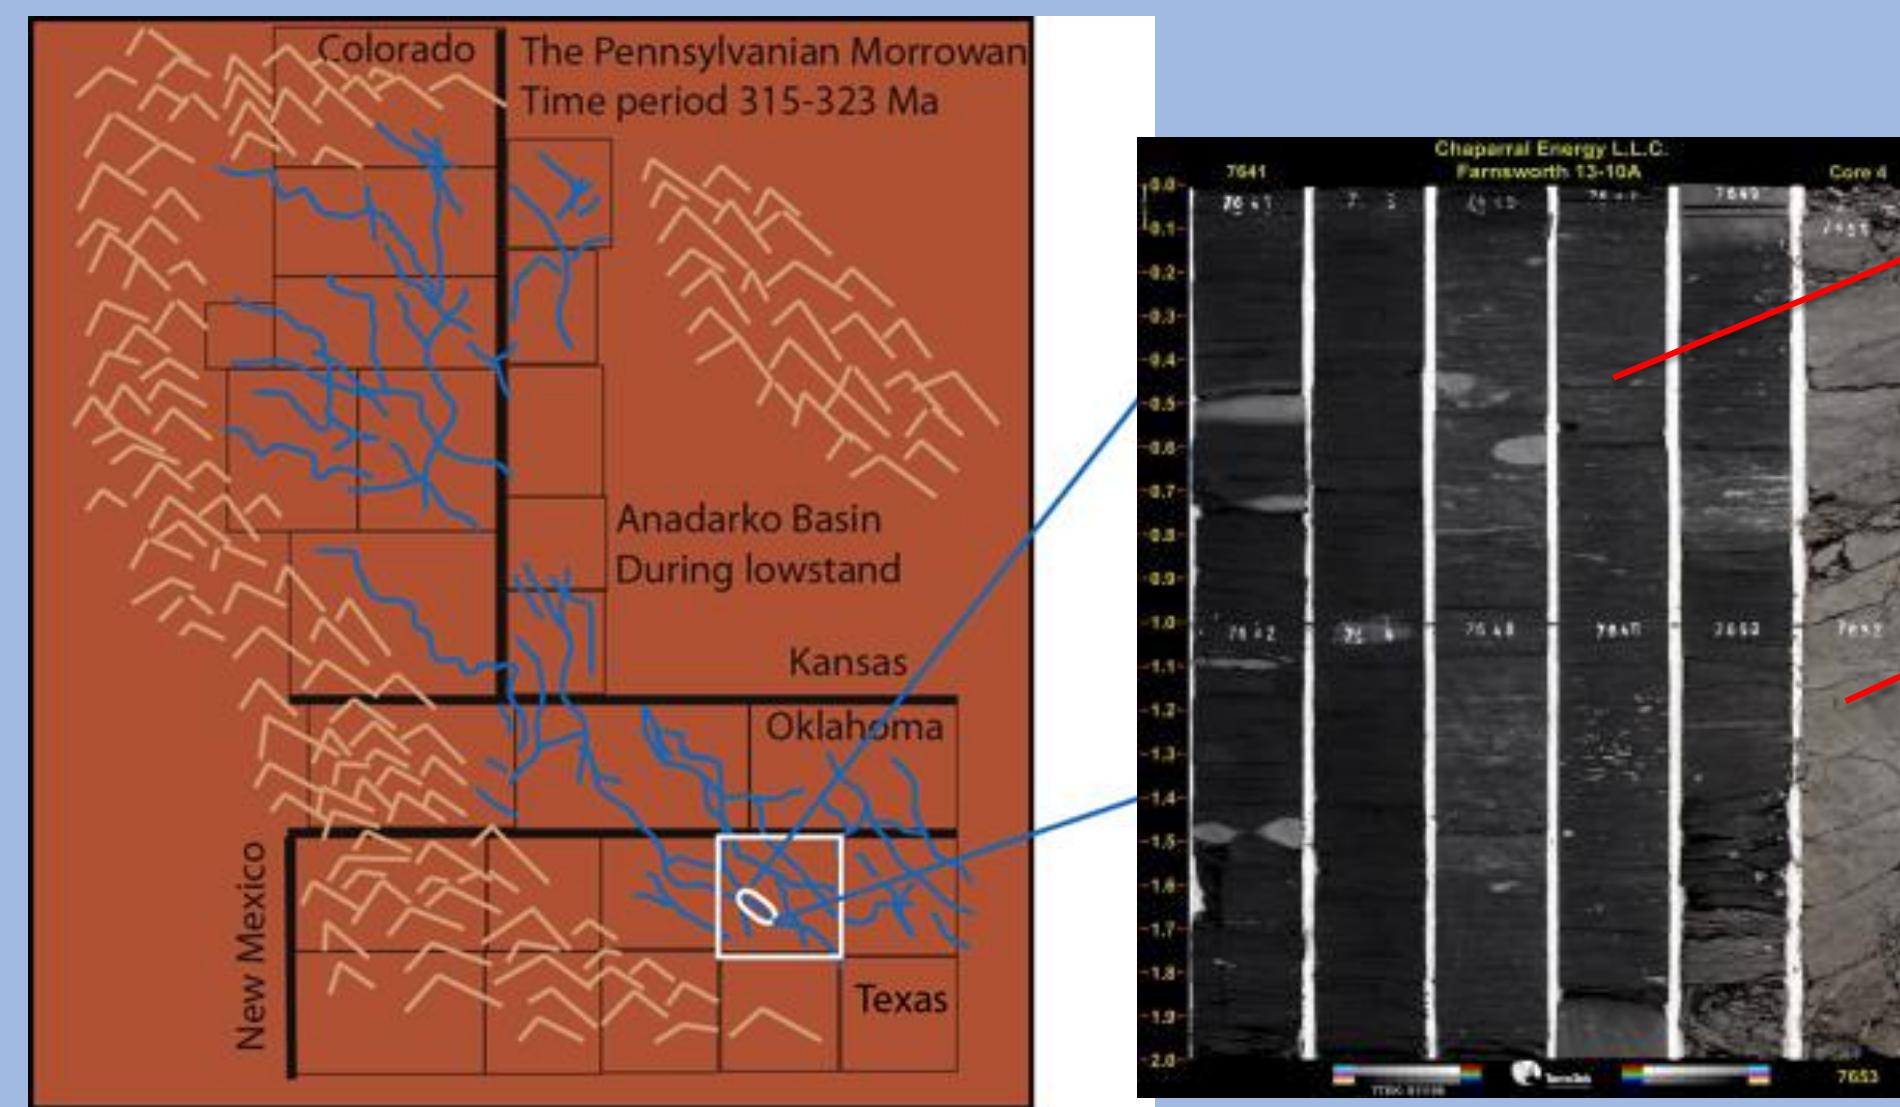 Colorado
The Pennsylvanian Morrowan
Time period 315-323 Ma
Anadarko Basin
During lowstand
Kansas
Oklahoma
New Mexico
Texas
Chaparral Energy L.L.C.
7641 Farnsworth 13-10A Core 4
-0.0-
-0.1-
-0.2-
-0.3-
-0.4-
-0.5-
-0.6-
-0.7-
-0.8-
-0.9-
-1.0-
-1.1-
-1.2-
-1.3-
-1.4-
-1.5-
-1.6-
-1.7-
-1.8-
-1.9-
-2.0-
7641
7649
7642
7648
7652
TerraTek
7653